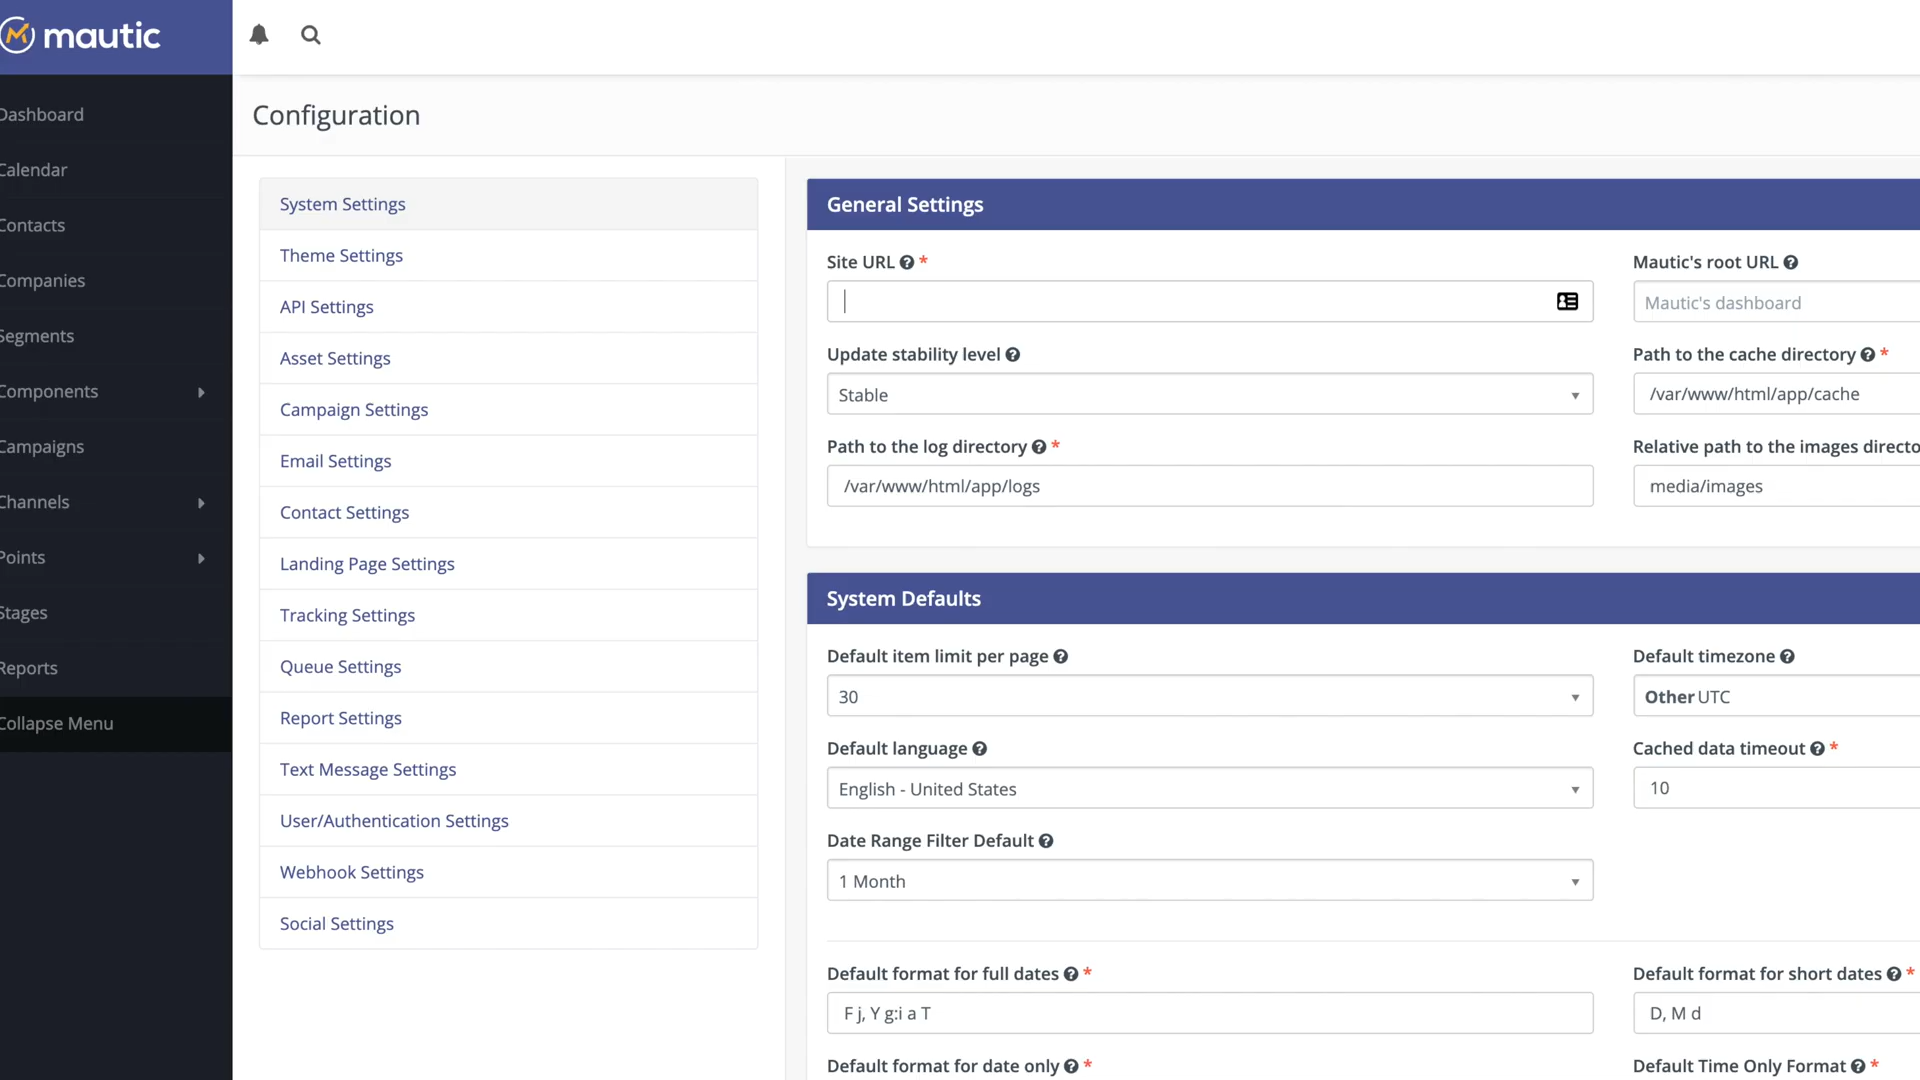 mautic
Dashboard
Calendar
Contacts
Companies
Segments
Components
Campaigns
Channels
Points
Stages
Reports
Collapse Menu
Configuration
System Settings
Theme Settings
API Settings
Asset Settings
Campaign Settings
Email Settings
Contact Settings
Landing Page Settings
Tracking Settings
Queue Settings
Report Settings
Text Message Settings
User/Authentication Settings
Webhook Settings
Social Settings
General Settings
Site URL *
Mautic's root URL
Mautic's dashboard
Update stability level
Stable
Path to the cache directory *
/var/www/html/app/cache
Path to the log directory *
/var/www/html/app/logs
Relative path to the images directo
media/images
System Defaults
Default item limit per page
30
Default timezone
Other UTC
Default language
English - United States
Cached data timeout *
10
Date Range Filter Default
1 Month
Default format for full dates *
F j, Y g:i a T
Default format for short dates *
D, M d
Default format for date only *
Default Time Only Format *